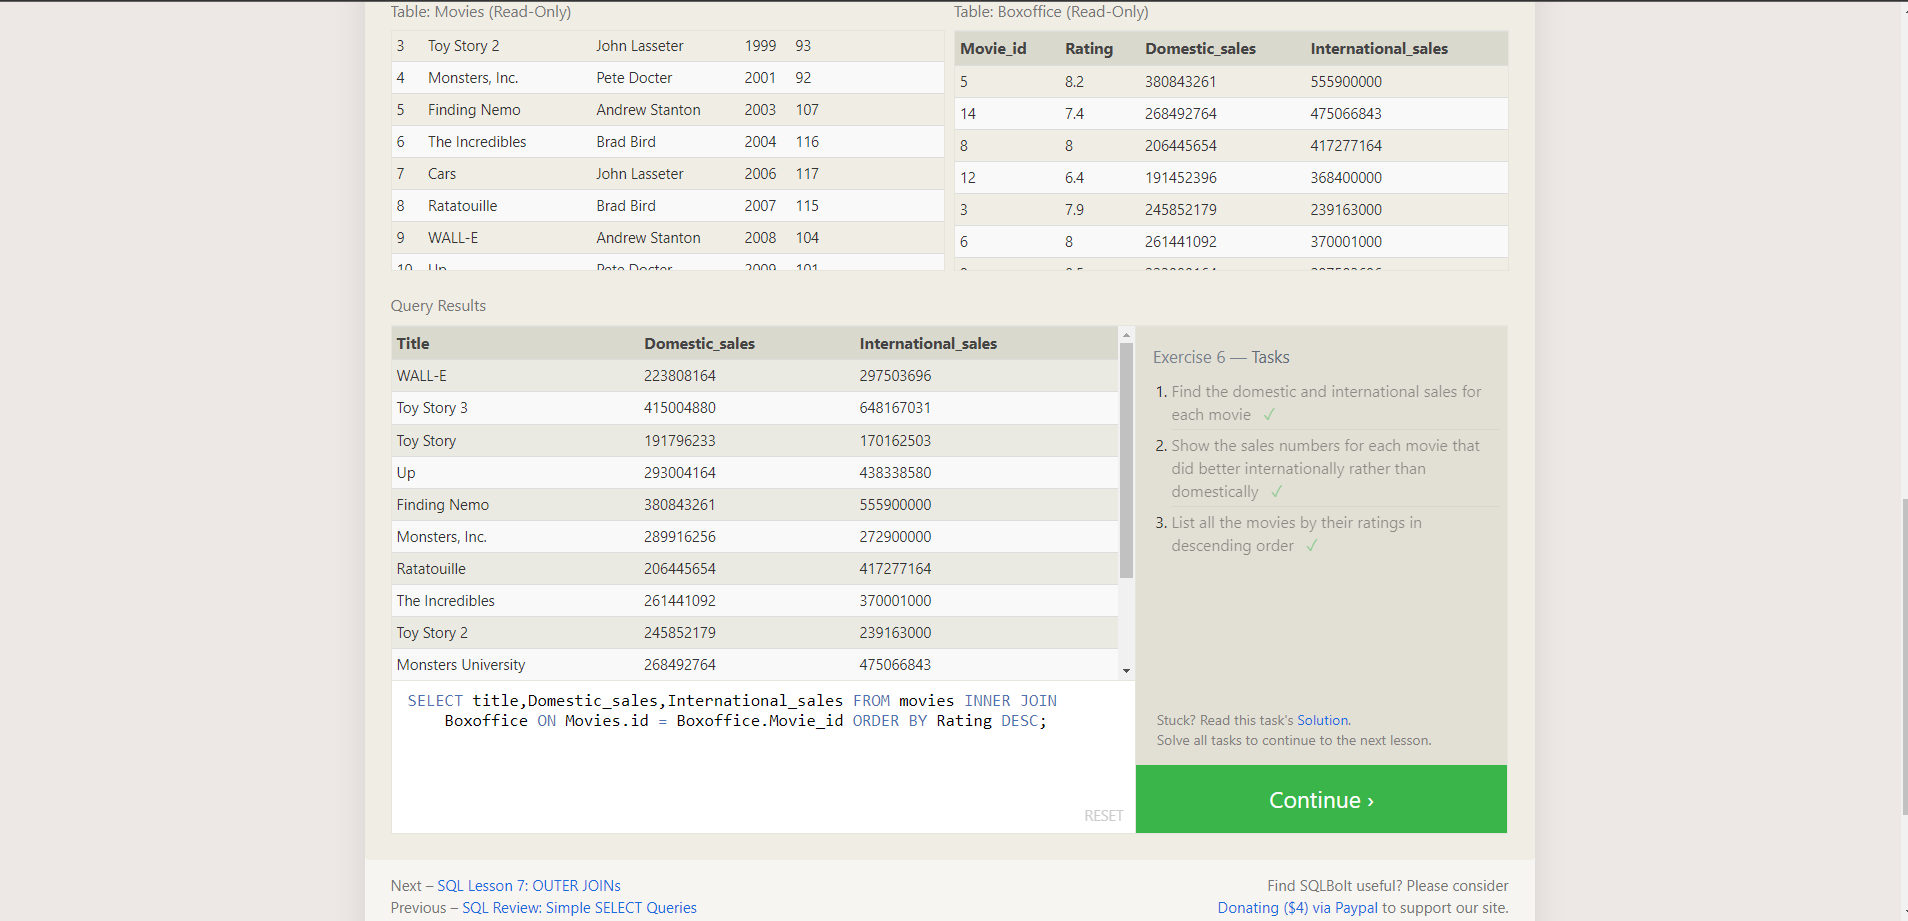 Table: Movies (Read-Only)
3 Toy Story 2 John Lasseter 1999 93
4 Monsters, Inc. Pete Docter 2001 92
5 Finding Nemo Andrew Stanton 2003 107
6 The Incredibles Brad Bird 2004 116
7 Cars John Lasseter 2006 117
8 Ratatouille Brad Bird 2007 115
9 WALL-E Andrew Stanton 2008 104
10 Up Pete Docter 2009 101
Table: Boxoffice (Read-Only)
Movie_id Rating Domestic_sales International_sales
5 8.2 380843261 555900000
14 7.4 268492764 475066843
8 8 206445654 417277164
12 6.4 191452396 368400000
3 7.9 245852179 239163000
6 8 261441092 370001000
Query Results
Title Domestic_sales International_sales
WALL-E 223808164 297503696
Toy Story 3 415004880 648167031
Toy Story 191796233 170162503
Up 293004164 438338580
Finding Nemo 380843261 555900000
Monsters, Inc. 289916256 272900000
Ratatouille 206445654 417277164
The Incredibles 261441092 370001000
Toy Story 2 245852179 239163000
Monsters University 268492764 475066843
SELECT title,Domestic_sales,International_sales FROM movies INNER JOIN
Boxoffice ON Movies.id = Boxoffice.Movie_id ORDER BY Rating DESC;
RESET
Exercise 6 — Tasks
1. Find the domestic and international sales for
each movie ✓
2. Show the sales numbers for each movie that
did better internationally rather than
domestically ✓
3. List all the movies by their ratings in
descending order ✓
Stuck? Read this task's Solution.
Solve all tasks to continue to the next lesson.
Continue ›
Next – SQL Lesson 7: OUTER JOINs
Previous – SQL Review: Simple SELECT Queries
Find SQLBolt useful? Please consider
Donating ($4) via Paypal to support our site.